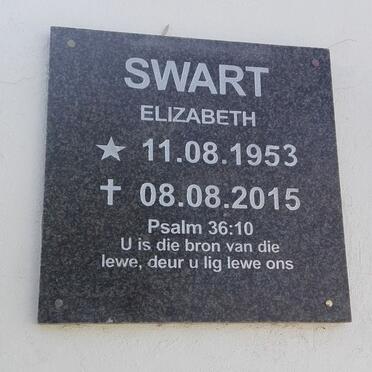 SWART
ELIZABETH
★ 11.08.1953
✝ 08.08.2015
Psalm 36:10
U is die bron van die
lewe, deur u lig lewe ons